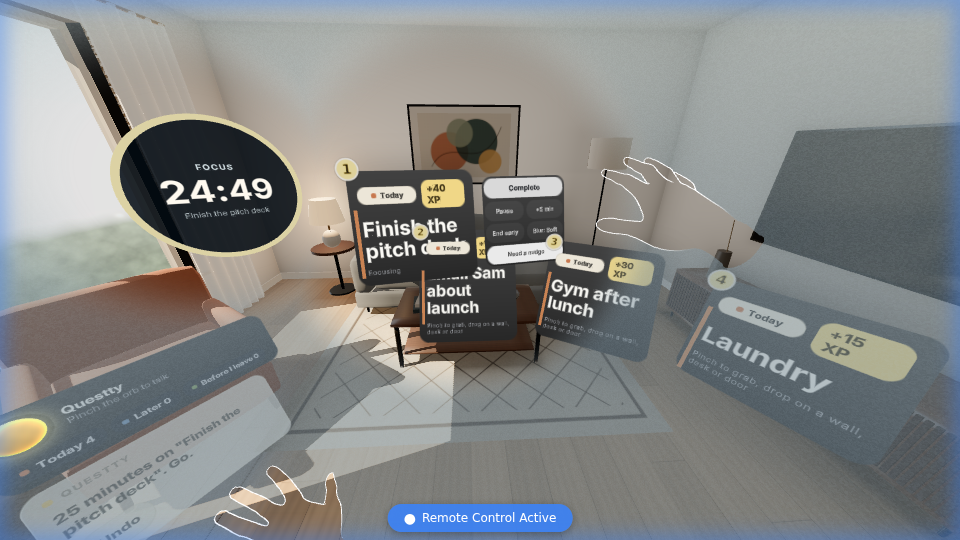 FOCUS
24:49
Finish the pitch deck
1
Today
+40
XP
Finish the
pitch deck
Focusing
Complete
Pause
+5 min
End early
Blur: Soft
Need a nudge
2
Today
Sam
about
launch
Pinch to grab, drop on a wall,
desk or door.
3
Today
+30
XP
Gym after
lunch
Pinch to grab, drop on a wall,
desk or door.
4
Today
+15
XP
Laundry
Pinch to grab, drop on a wall,
desk or door.
Questty
Pinch the orb to talk
Today 4
Later 0
Before I leave 0
QUESTTY
25 minutes on "Finish the
pitch deck". Go.
Undo
Remote Control Active